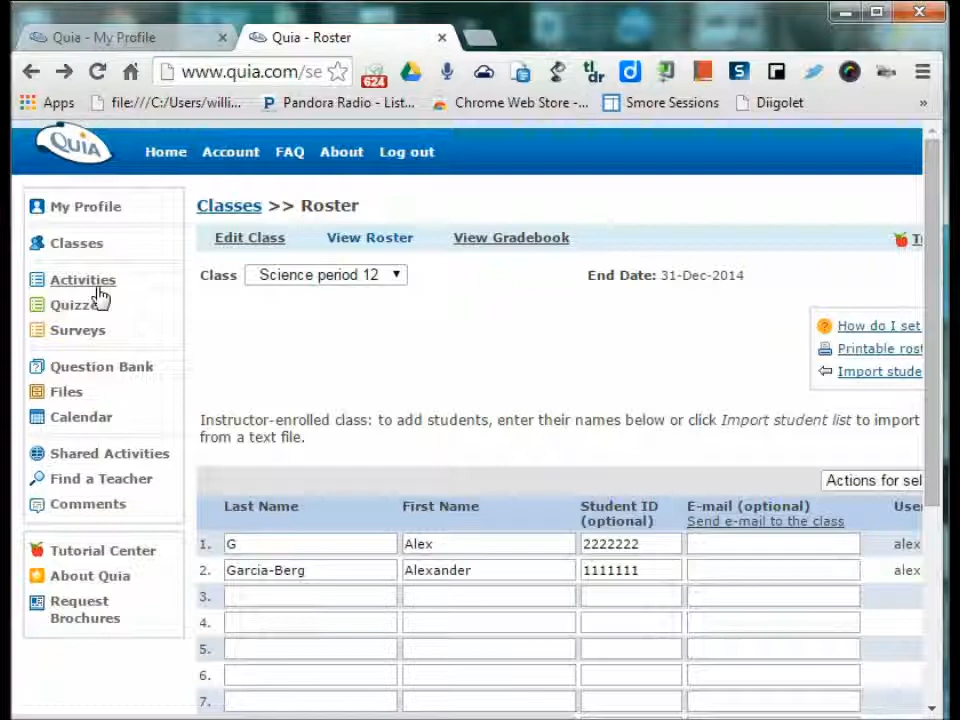 Quia - My Profile
Quia - Roster
www.quia.com/se
624
tl;
dr
d
S
Apps
file:///C:/Users/willi...
P Pandora Radio - List...
Chrome Web Store -...
Smore Sessions
Diigolet
»
QUIA
Home
Account
FAQ
About
Log out
My Profile
Classes
Activities
Quizze
Surveys
Question Bank
Files
Calendar
Shared Activities
Find a Teacher
Comments
Tutorial Center
About Quia
Request
Brochures
Classes >> Roster
Edit Class
View Roster
View Gradebook
Class
Science period 12
End Date: 31-Dec-2014
? How do I set
Printable rost
Import stude
Instructor-enrolled class: to add students, enter their names below or click Import student list to import
from a text file.
Actions for sel
Last Name
First Name
Student ID
(optional)
E-mail (optional)
Send e-mail to the class
User
1. G Alex 2222222 alex
2. Garcia-Berg Alexander 1111111 alex
3.
4.
5.
6.
7.